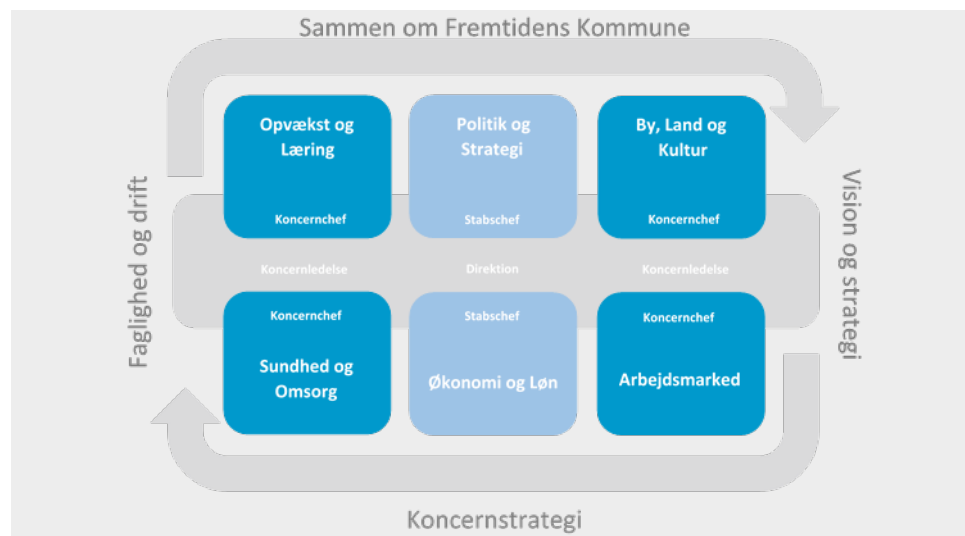 Sammen om Fremtidens Kommune
Opvækst og
Læring
Koncernchef
Politik og
Strategi
Stabschef
By, Land og
Kultur
Koncernchef
Faglighed og drift
Vision og strategi
Koncernledelse
Direktion
Koncernledelse
Koncernchef
Sundhed og
Omsorg
Stabschef
Økonomi og Løn
Koncernchef
Arbejdsmarked
Koncernstrategi